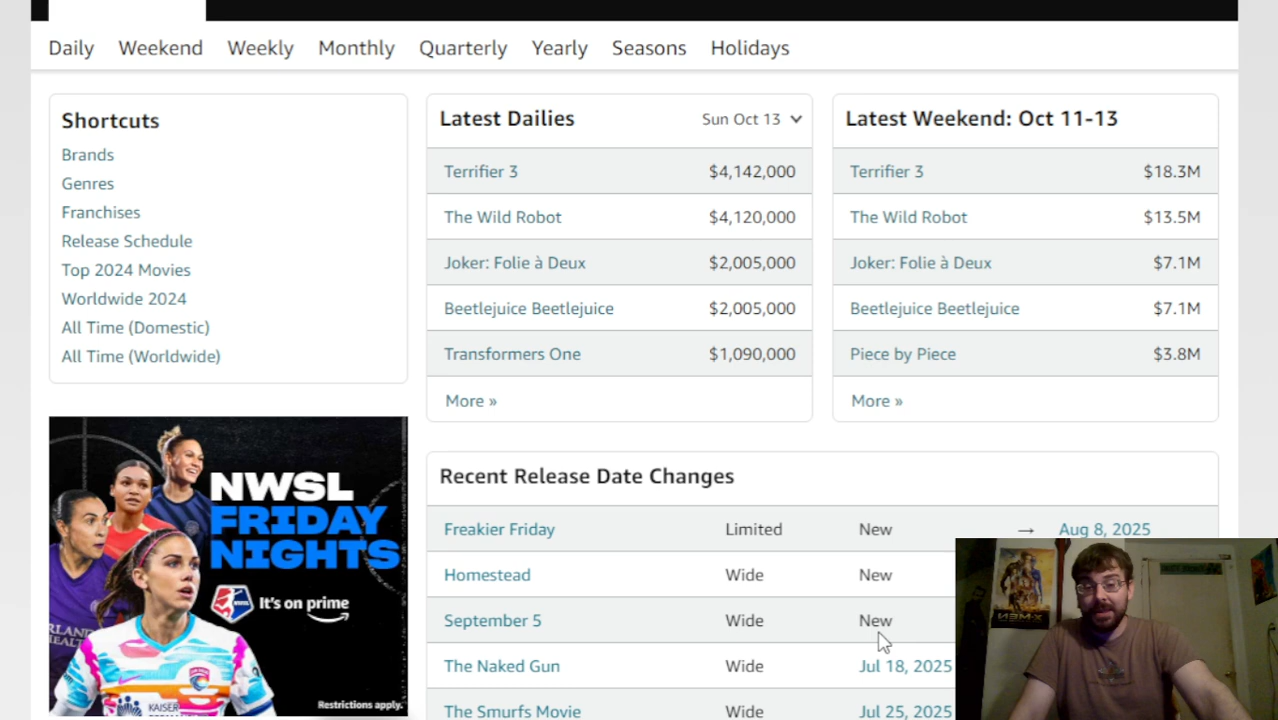 Daily Weekend Weekly Monthly Quarterly Yearly Seasons Holidays
Shortcuts
Brands
Genres
Franchises
Release Schedule
Top 2024 Movies
Worldwide 2024
All Time (Domestic)
All Time (Worldwide)
Latest Dailies Sun Oct 13
Terrifier 3 $4,142,000
The Wild Robot $4,120,000
Joker: Folie à Deux $2,005,000
Beetlejuice Beetlejuice $2,005,000
Transformers One $1,090,000
More »
Latest Weekend: Oct 11-13
Terrifier 3 $18.3M
The Wild Robot $13.5M
Joker: Folie à Deux $7.1M
Beetlejuice Beetlejuice $7.1M
Piece by Piece $3.8M
More »
NWSL
FRIDAY
NIGHTS
It's on prime
KAISER
Restrictions apply.
Recent Release Date Changes
Freakier Friday Limited New → Aug 8, 2025
Homestead Wide New
September 5 Wide New
The Naked Gun Wide Jul 18, 2025
The Smurfs Movie Wide Jul 25, 2025